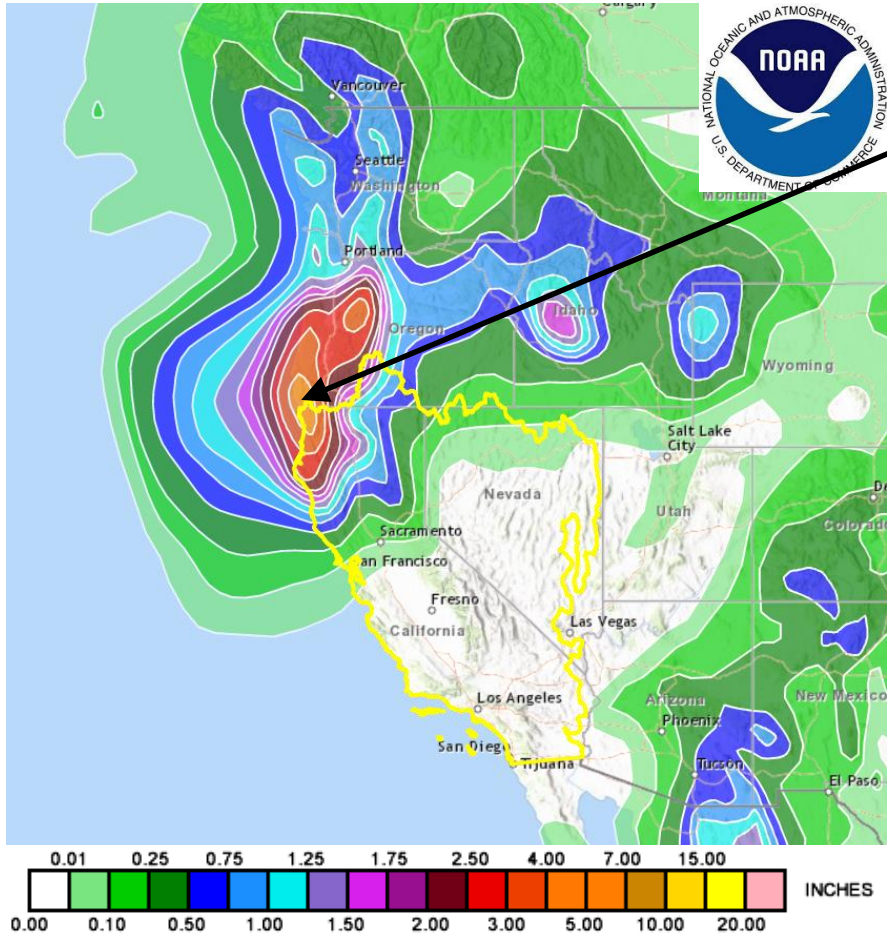 Calgary
NATIONAL OCEANIC AND ATMOSPHERIC ADMINISTRATION
NOAA
U.S. DEPARTMENT OF COMMERCE
Vancouver
Seattle
Washington
Montana
Portland
Oregon
Idaho
Wyoming
Salt Lake
City
Nevada
Utah
De
Colorado
Sacramento
an Francisco
Fresno
California
Las Vegas
Los Angeles
Arizona
New Mexico
Phoenix
San Diego
Tijuana
Tucson
El Paso
0.01 0.25 0.75 1.25 1.75 2.50 4.00 7.00 15.00
INCHES
0.00 0.10 0.50 1.00 1.50 2.00 3.00 5.00 10.00 20.00